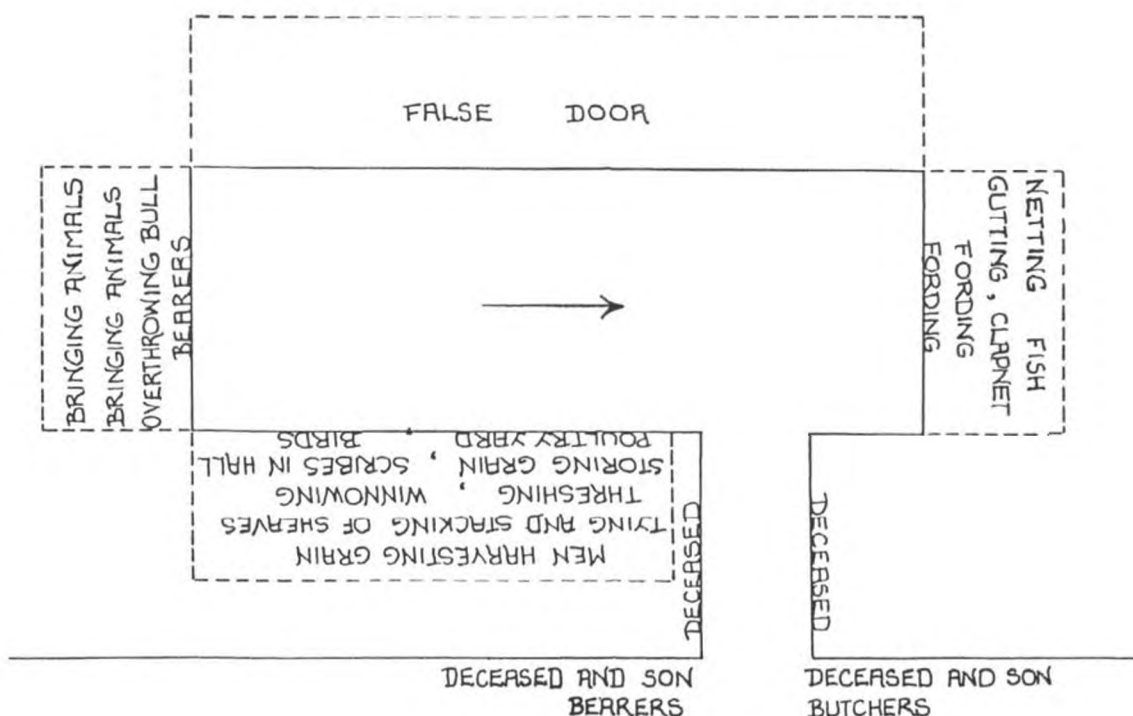 FALSE DOOR
BRINGING ANIMALS
BRINGING ANIMALS
OVERTHROWING BULL
BEARERS
NETTING FISH
GUTTING, CLAPNET
FORDING
FORDING
MEN HARVESTING GRAIN
TYING AND STACKING OF SHEAVES
THRESHING , WINNOWING
STORING GRAIN , SCRIBES IN HALL
POULTRY YARD , BIRDS
DECEASED
DECEASED
DECEASED AND SON
BEARERS
DECEASED AND SON
BUTCHERS